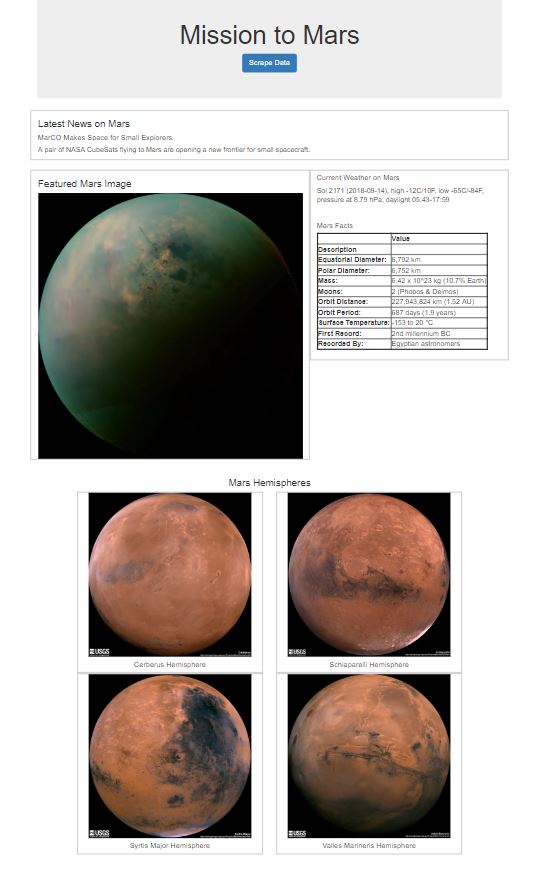 Mission to Mars
Scrape Data
Latest News on Mars
MarCO Makes Space for Small Explorers
A pair of NASA CubeSats flying to Mars are opening a new frontier for small spacecraft.
Featured Mars Image
Current Weather on Mars
Sol 2171 (2018-09-14), high -12C/10F, low -65C/-84F,
pressure at 8.79 hPa, daylight 05:43-17:59
Mars Facts
Value
Description
Equatorial Diameter: 6,792 km
Polar Diameter: 6,752 km
Mass: 6.42 x 10^23 kg (10.7% Earth)
Moons: 2 (Phobos & Deimos)
Orbit Distance: 227,943,824 km (1.52 AU)
Orbit Period: 687 days (1.9 years)
Surface Temperature: -153 to 20 °C
First Record: 2nd millennium BC
Recorded By: Egyptian astronomers
Mars Hemispheres
USGS
USGS
Cerberus Hemisphere
Schiaparelli Hemisphere
USGS
USGS
Syrtis Major Hemisphere
Valles Marineris Hemisphere